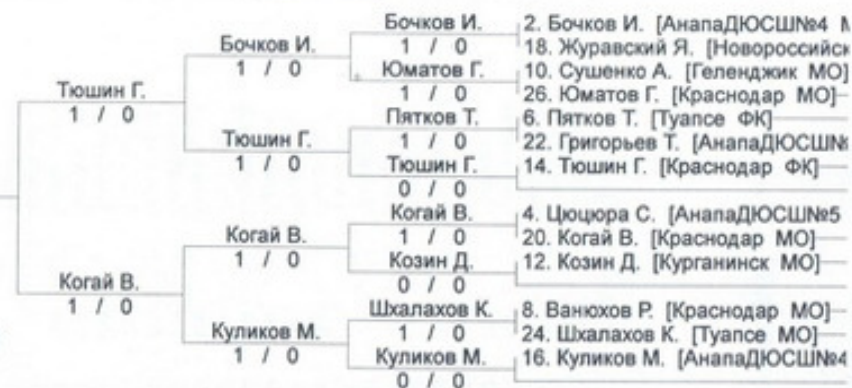 Бочков И.
2. Бочков И. [АнапаДЮСШ№4
1 / 0
18. Журавский Я. [Новороссийск
Бочков И.
1 / 0
Юматов Г.
10. Сушенко А. [Геленджик МО]
1 / 0
26. Юматов Г. [Краснодар МО]
Тюшин Г.
1 / 0
Пятков Т.
6. Пятков Т. [Туапсе ФК]
1 / 0
22. Григорьев Т. [АнапаДЮСШ№
Тюшин Г.
1 / 0
Тюшин Г.
14. Тюшин Г. [Краснодар ФК]
0 / 0
Когай В.
4. Цюцюра С. [АнапаДЮСШ№5
1 / 0
20. Когай В. [Краснодар МО]
Когай В.
1 / 0
Козин Д.
12. Козин Д. [Курганинск МО]
0 / 0
Когай В.
1 / 0
Шхалахов К.
8. Ванюхов Р. [Краснодар МО]
1 / 0
24. Шхалахов К. [Туапсе МО]
Куликов М.
1 / 0
Куликов М.
16. Куликов М. [АнапаДЮСШ№4
0 / 0